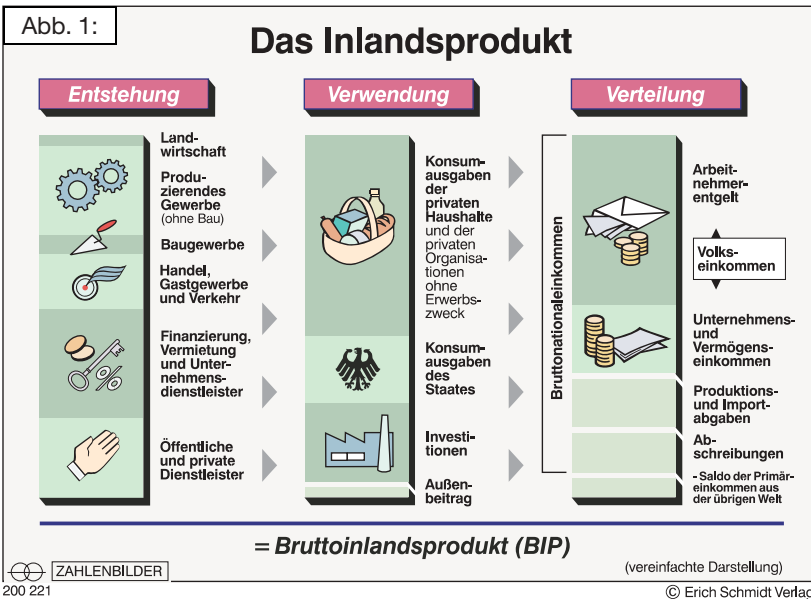 Abb. 1:
Das Inlandsprodukt
Entstehung
Land-
wirtschaft
Produ-
zierendes
Gewerbe
(ohne Bau)
Baugewerbe
Handel,
Gastgewerbe
und Verkehr
Finanzierung,
Vermietung
und Unter-
nehmens-
dienstleister
Öffentliche
und private
Dienstleister
Verwendung
Konsum-
ausgaben
der
privaten
Haushalte
und der
privaten
Organisa-
tionen
ohne
Erwerbs-
zweck
Konsum-
ausgaben
des
Staates
Investi-
tionen
Außen-
beitrag
Verteilung
Bruttonationaleinkommen
Arbeit-
nehmer-
entgelt
Volks-
einkommen
Unternehmens-
und
Vermögens-
einkommen
Produktions-
und Import-
abgaben
Ab-
schreibungen
- Saldo der Primär-
einkommen aus
der übrigen Welt
= Bruttoinlandsprodukt (BIP)
(vereinfachte Darstellung)
ZAHLENBILDER
200 221
© Erich Schmidt Verlag